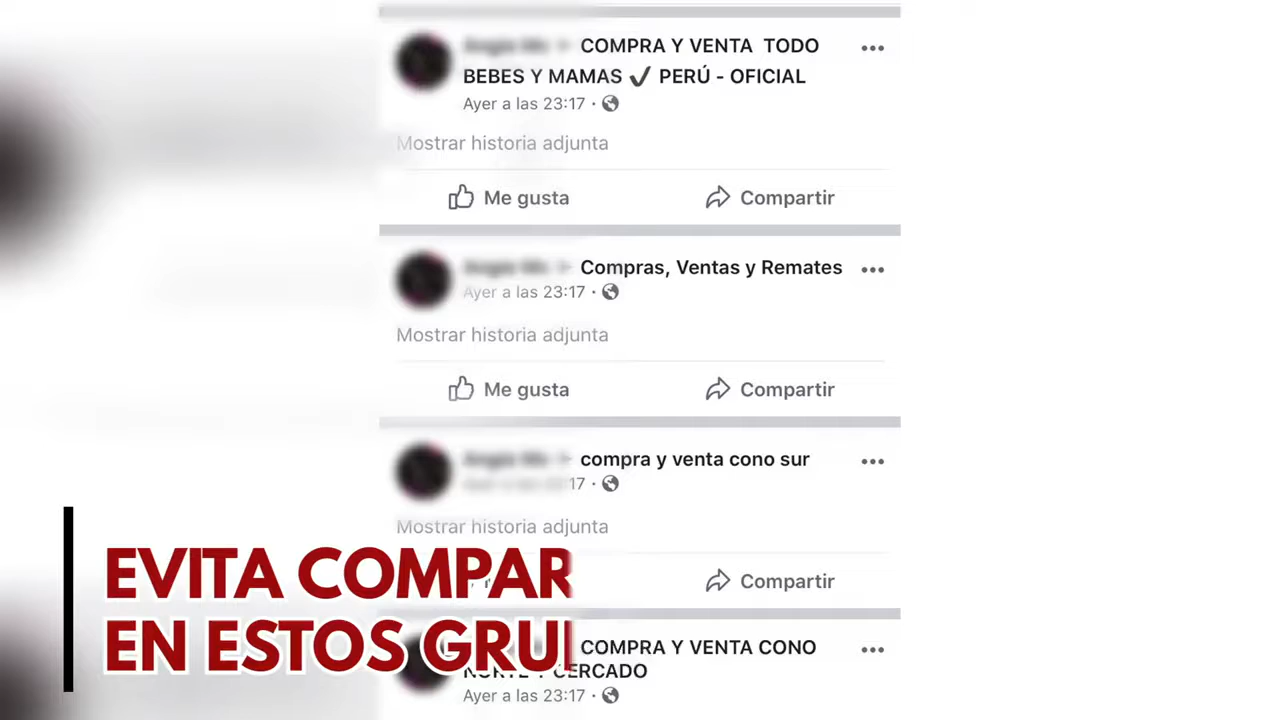 COMPRA Y VENTA TODO
BEBES Y MAMAS ✔ PERÚ - OFICIAL
Ayer a las 23:17 ·
Mostrar historia adjunta
Me gusta
Compartir
Compras, Ventas y Remates
Ayer a las 23:17 ·
Mostrar historia adjunta
Me gusta
Compartir
compra y venta cono sur
17 ·
Mostrar historia adjunta
Compartir
EVITA COMPAR
EN ESTOS GRU
COMPRA Y VENTA CONO
NORTE Y CERCADO
Ayer a las 23:17 ·